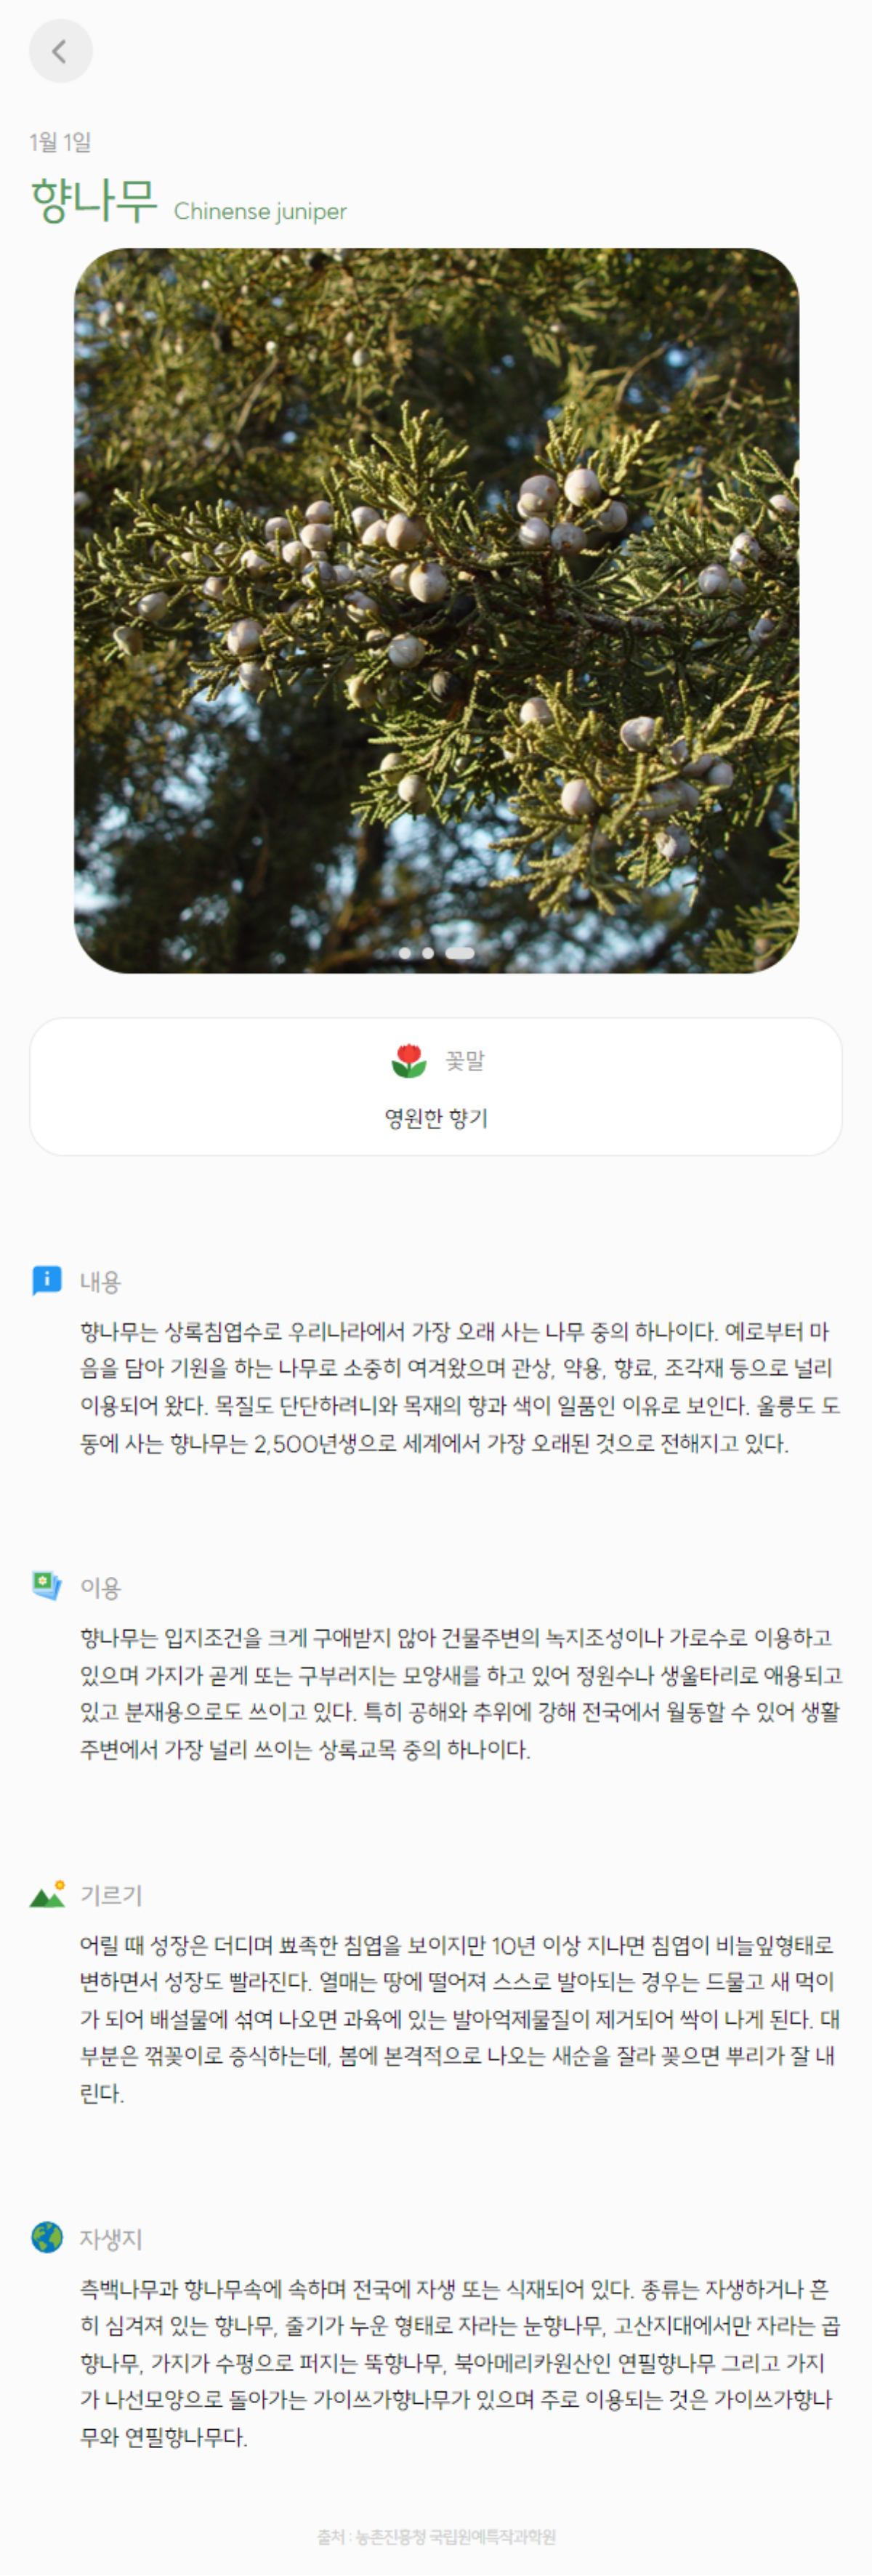 1월 1일
향나무 Chinense juniper
꽃말
영원한 향기
내용
향나무는 상록침엽수로 우리나라에서 가장 오래 사는 나무 중의 하나이다. 예로부터 마
음을 담아 기원을 하는 나무로 소중히 여겨왔으며 관상, 약용, 향료, 조각재 등으로 널리
이용되어 왔다. 목질도 단단하려니와 목재의 향과 색이 일품인 이유로 보인다. 울릉도 도
동에 사는 향나무는 2,500년생으로 세계에서 가장 오래된 것으로 전해지고 있다.
이용
향나무는 입지조건을 크게 구애받지 않아 건물주변의 녹지조성이나 가로수로 이용하고
있으며 가지가 곧게 또는 구부러지는 모양새를 하고 있어 정원수나 생울타리로 애용되고
있고 분재용으로도 쓰이고 있다. 특히 공해와 추위에 강해 전국에서 월동할 수 있어 생활
주변에서 가장 널리 쓰이는 상록교목 중의 하나이다.
기르기
어릴 때 성장은 더디며 뾰족한 침엽을 보이지만 10년 이상 지나면 침엽이 비늘잎형태로
변하면서 성장도 빨라진다. 열매는 땅에 떨어져 스스로 발아되는 경우는 드물고 새 먹이
가 되어 배설물에 섞여 나오면 과육에 있는 발아억제물질이 제거되어 싹이 나게 된다. 대
부분은 꺾꽂이로 증식하는데, 봄에 본격적으로 나오는 새순을 잘라 꽂으면 뿌리가 잘 내
린다.
자생지
측백나무과 향나무속에 속하며 전국에 자생 또는 식재되어 있다. 종류는 자생하거나 흔
히 심겨져 있는 향나무, 줄기가 누운 형태로 자라는 눈향나무, 고산지대에서만 자라는 곱
향나무, 가지가 수평으로 퍼지는 뚝향나무, 북아메리카원산인 연필향나무 그리고 가지
가 나선모양으로 돌아가는 가이쓰가향나무가 있으며 주로 이용되는 것은 가이쓰가향나
무와 연필향나무다.
출처 : 농촌진흥청 국립원예특작과학원